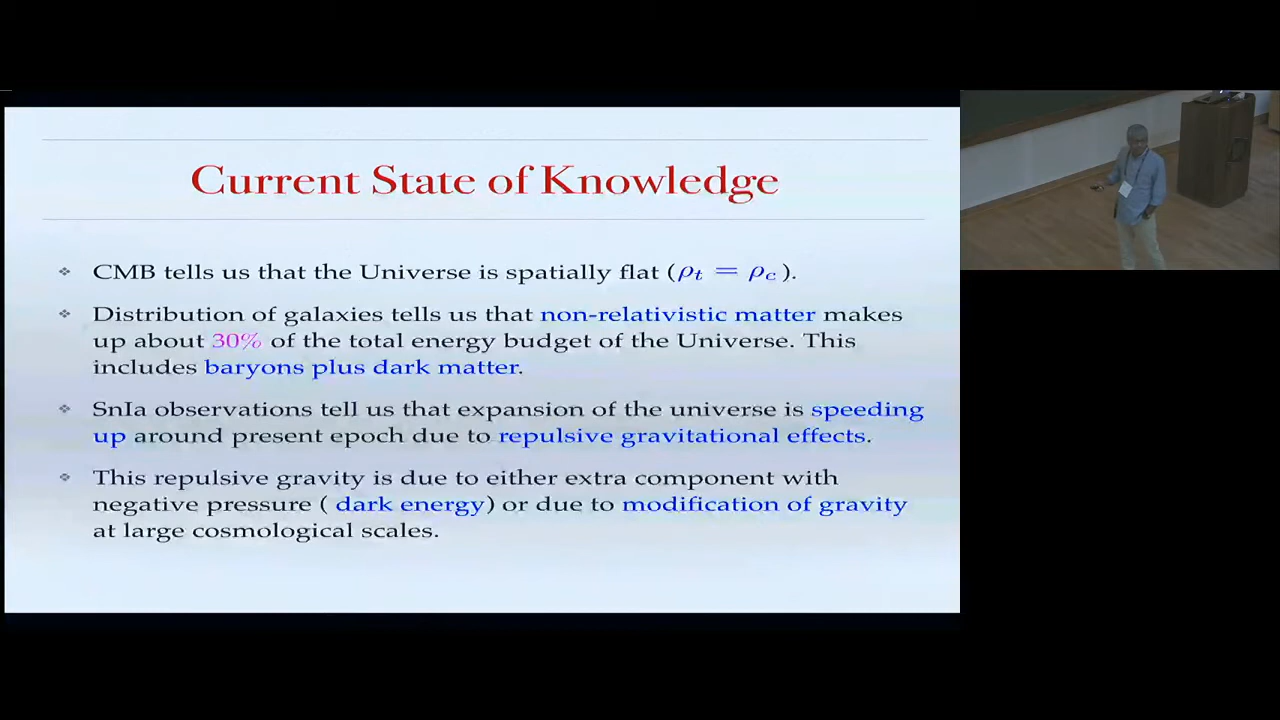 Current State of Knowledge
❖ CMB tells us that the Universe is spatially flat (ρt = ρc ).
❖ Distribution of galaxies tells us that non-relativistic matter makes
up about 30% of the total energy budget of the Universe. This
includes baryons plus dark matter.
❖ SnIa observations tell us that expansion of the universe is speeding
up around present epoch due to repulsive gravitational effects.
❖ This repulsive gravity is due to either extra component with
negative pressure ( dark energy) or due to modification of gravity
at large cosmological scales.